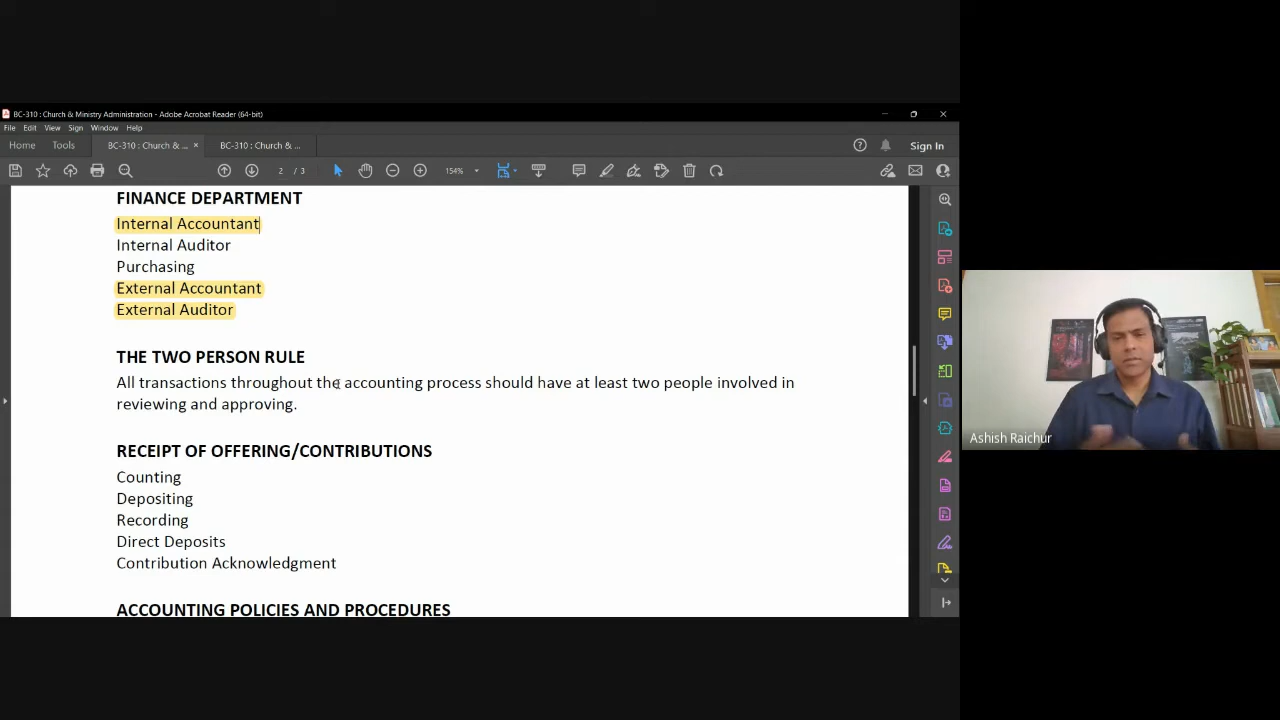 BC-310 : Church & Ministry Administration - Adobe Acrobat Reader (64-bit)
File Edit View Sign Window Help
Home Tools BC-310 : Church & ... × BC-310 : Church & ... Sign In
2 / 3 154%
FINANCE DEPARTMENT
Internal Accountant
Internal Auditor
Purchasing
External Accountant
External Auditor
THE TWO PERSON RULE
All transactions throughout the accounting process should have at least two people involved in
reviewing and approving.
RECEIPT OF OFFERING/CONTRIBUTIONS
Counting
Depositing
Recording
Direct Deposits
Contribution Acknowledgment
ACCOUNTING POLICIES AND PROCEDURES
Ashish Raichur